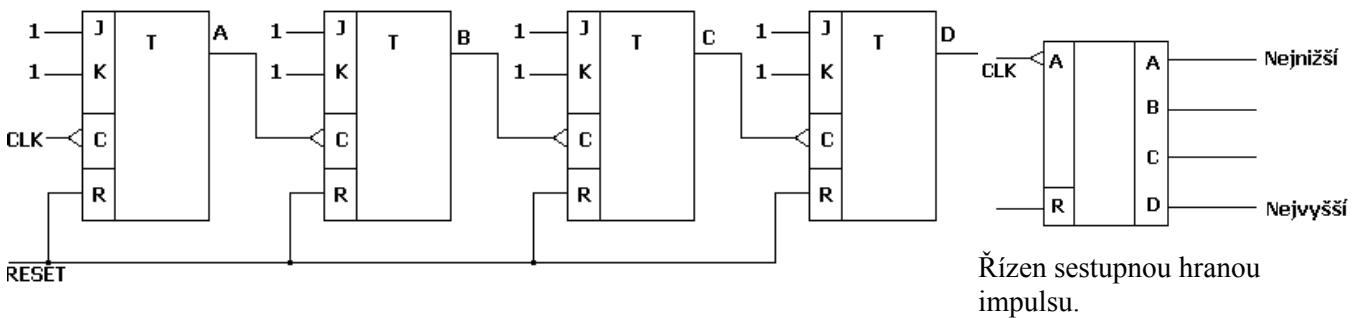 1 J T A 1 J T B 1 J T C 1 J T D
1 K 1 K 1 K 1 K
CLK C C C C
R R R R
RESET
CLK A A Nejnižší
B
C
R D Nejvyšší
Řízen sestupnou hranou
impulsu.